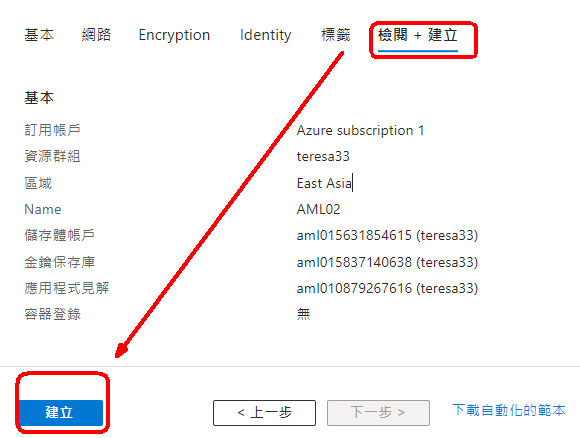 基本 網路 Encryption Identity 標籤 檢閱 + 建立
基本
訂用帳戶 Azure subscription 1
資源群組 teresa33
區域 East Asia
Name AML02
儲存體帳戶 aml015631854615 (teresa33)
金鑰保存庫 aml015837140638 (teresa33)
應用程式見解 aml010879267616 (teresa33)
容器登錄 無
建立 < 上一步 下一步 > 下載自動化的範本